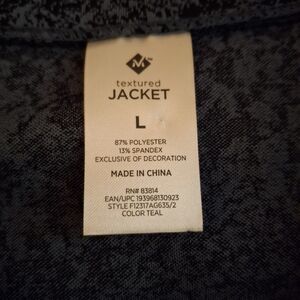 M™
textured
JACKET
L
87% POLYESTER
13% SPANDEX
EXCLUSIVE OF DECORATION
MADE IN CHINA
RN# 83814
EAN/UPC 193968130923
STYLE F12317AG635/2
COLOR TEAL